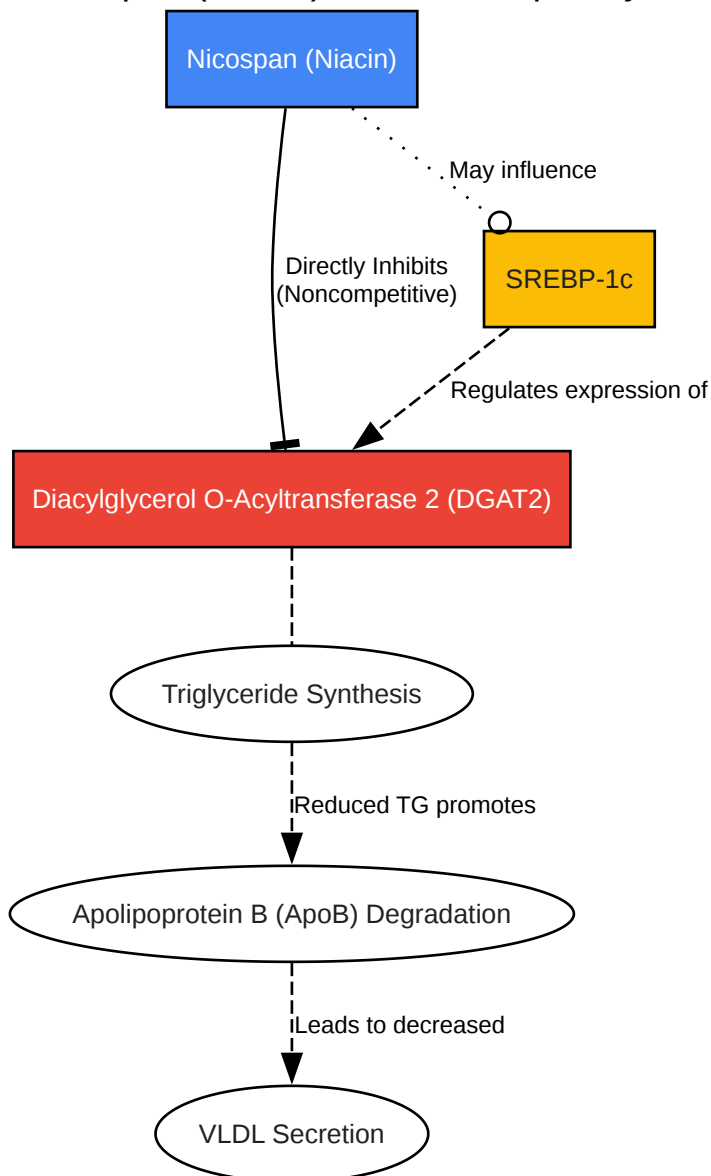 Nicospan (Niacin)
May influence
Directly Inhibits
(Noncompetitive)
SREBP-1c
Regulates expression of
Diacylglycerol O-Acyltransferase 2 (DGAT2)
Triglyceride Synthesis
Reduced TG promotes
Apolipoprotein B (ApoB) Degradation
Leads to decreased
VLDL Secretion